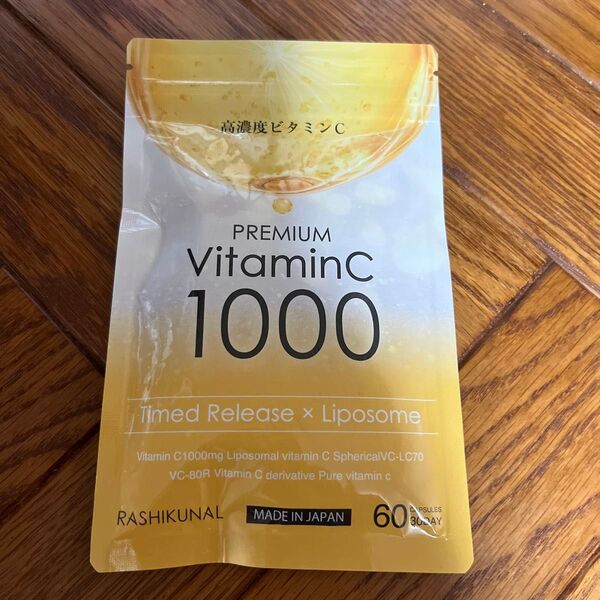 高濃度ビタミンC
PREMIUM
VitaminC
1000
Timed Release × Liposome
Vitamin C1000mg Liposomal vitamin C SphericalVC-LC70
VC-80R Vitamin C derivative Pure vitamin c
RASHIKUNAL MADE IN JAPAN 60 CAPSULES
30DAY